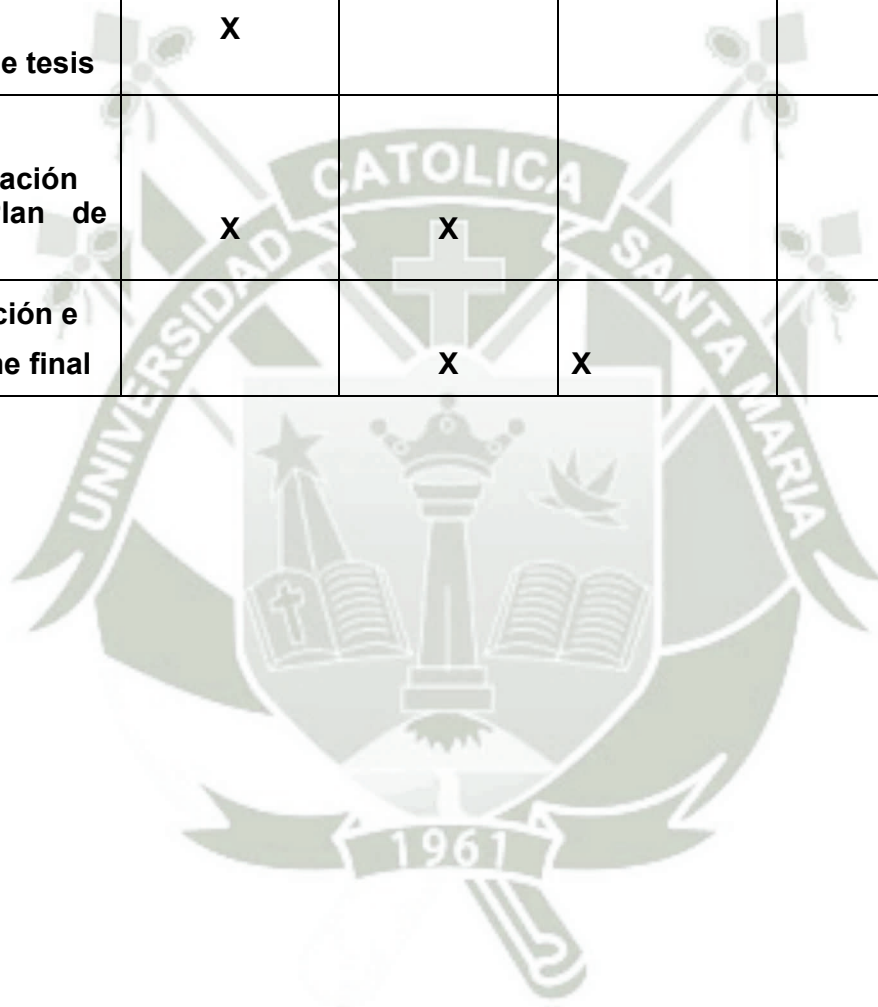 X
e tesis
ación
lan de
X X
ción e
ne final
X X
UNIVERSIDAD CATOLICA SANTA MARIA
1961